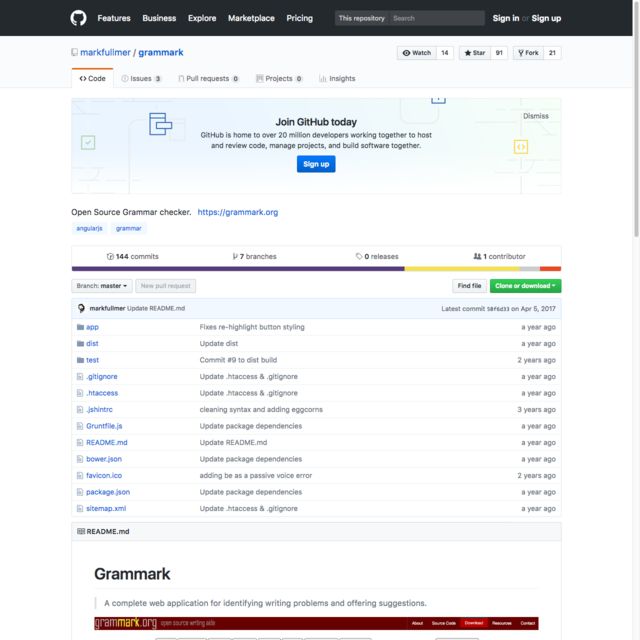 Features Business Explore Marketplace Pricing This repository Search Sign in or Sign up
markfullmer / grammark Watch 14 Star 91 Fork 21
Code Issues 3 Pull requests 0 Projects 0 Insights
Join GitHub today
Dismiss
GitHub is home to over 20 million developers working together to host
and review code, manage projects, and build software together.
Sign up
Open Source Grammar checker. https://grammark.org
angularjs grammar
144 commits 7 branches 0 releases 1 contributor
Branch: master New pull request Find file Clone or download
markfullmer Update README.md Latest commit 58f6d33 on Apr 5, 2017
app Fixes re-highlight button styling a year ago
dist Update dist a year ago
test Commit #9 to dist build 2 years ago
.gitignore Update .htaccess & .gitignore a year ago
.htaccess Update .htaccess & .gitignore a year ago
.jshintrc cleaning syntax and adding eggcorns 3 years ago
Gruntfile.js Update package dependencies a year ago
README.md Update README.md a year ago
bower.json Update package dependencies a year ago
favicon.ico adding be as a passive voice error 2 years ago
package.json Update package dependencies a year ago
sitemap.xml Update .htaccess & .gitignore a year ago
README.md
Grammark
A complete web application for identifying writing problems and offering suggestions.
grammark.org open source writing aide About Source Code Download Resources Contact